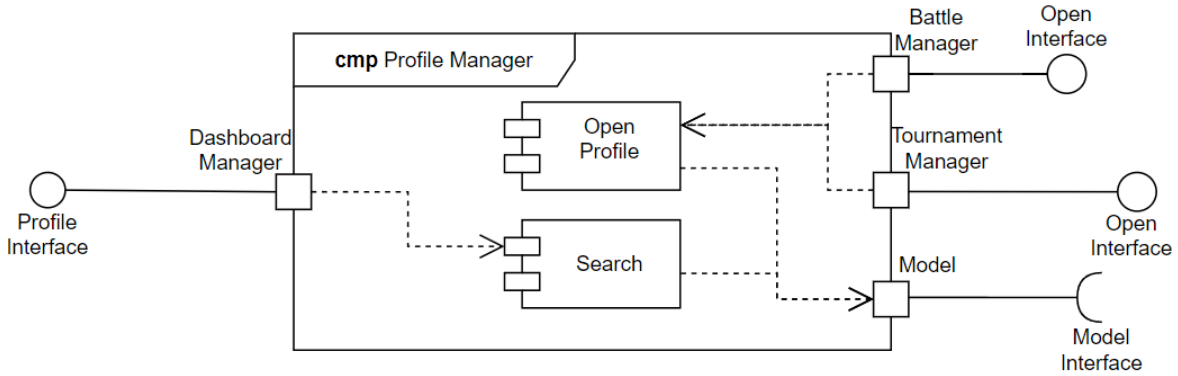 Battle
Manager
Open
Interface
cmp Profile Manager
Open
Profile
Dashboard
Manager
Tournament
Manager
Profile
Interface
Open
Interface
Search
Model
Model
Interface